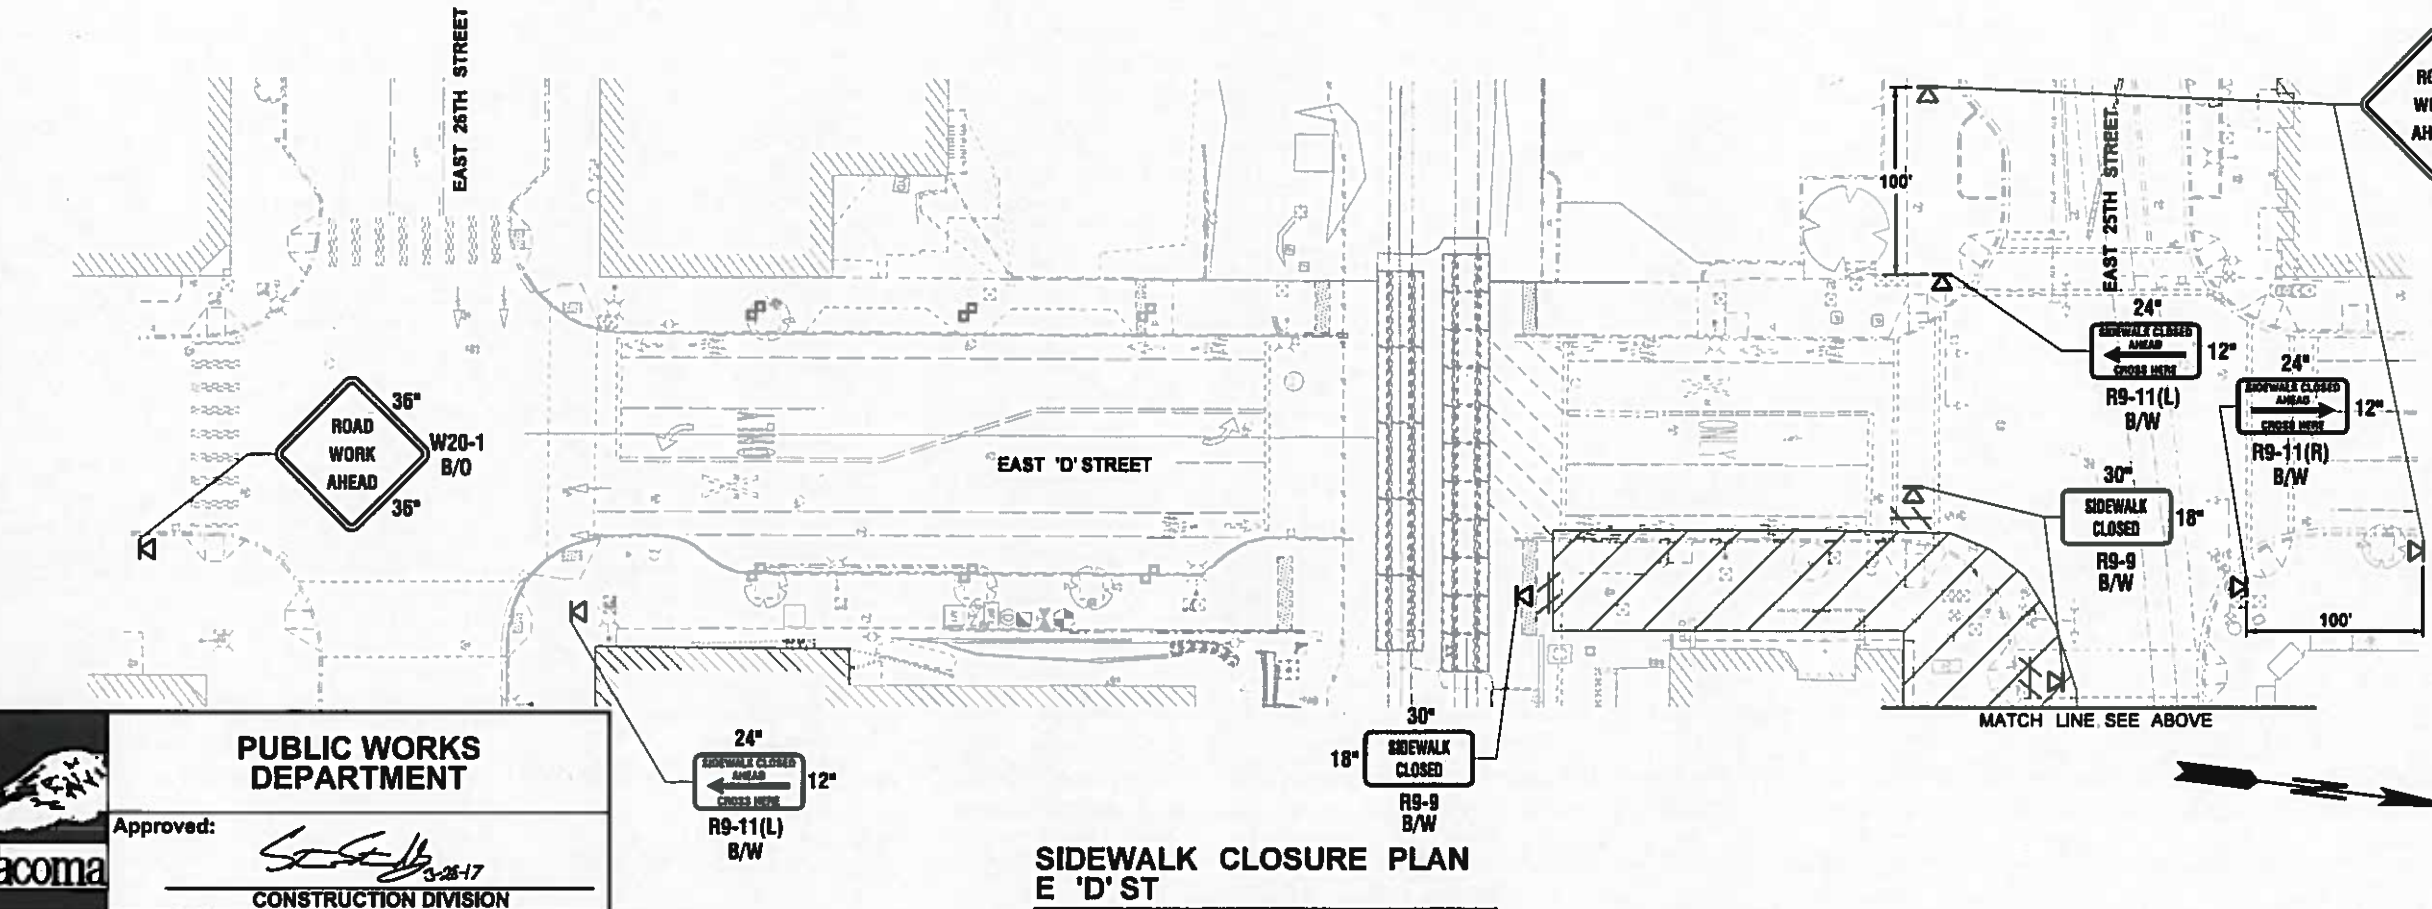 EAST 26TH STREET
100'
EAST 25TH STREET
24"
SIDEWALK CLOSED
AHEAD
CROSS HERE
12"
R9-11(L)
B/W
24"
SIDEWALK CLOSED
AHEAD
CROSS HERE
12"
R9-11(R)
B/W
ROAD
WORK
AHEAD
36"
36"
W20-1
B/O
ONLY
EAST 'D' STREET
30"
SIDEWALK
CLOSED
18"
R9-9
B/W
100'
MATCH LINE SEE ABOVE
24"
SIDEWALK CLOSED
AHEAD
CROSS HERE
12"
R9-11(L)
B/W
30"
18"
SIDEWALK
CLOSED
R9-9
B/W
PUBLIC WORKS
DEPARTMENT
Approved:
3-28-17
CONSTRUCTION DIVISION
acoma
SIDEWALK CLOSURE PLAN
E 'D' ST